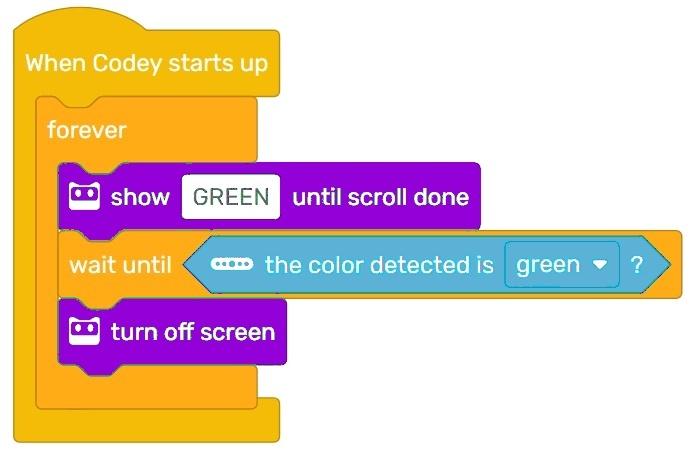 When Codey starts up
forever
show GREEN until scroll done
wait until the color detected is green ?
turn off screen